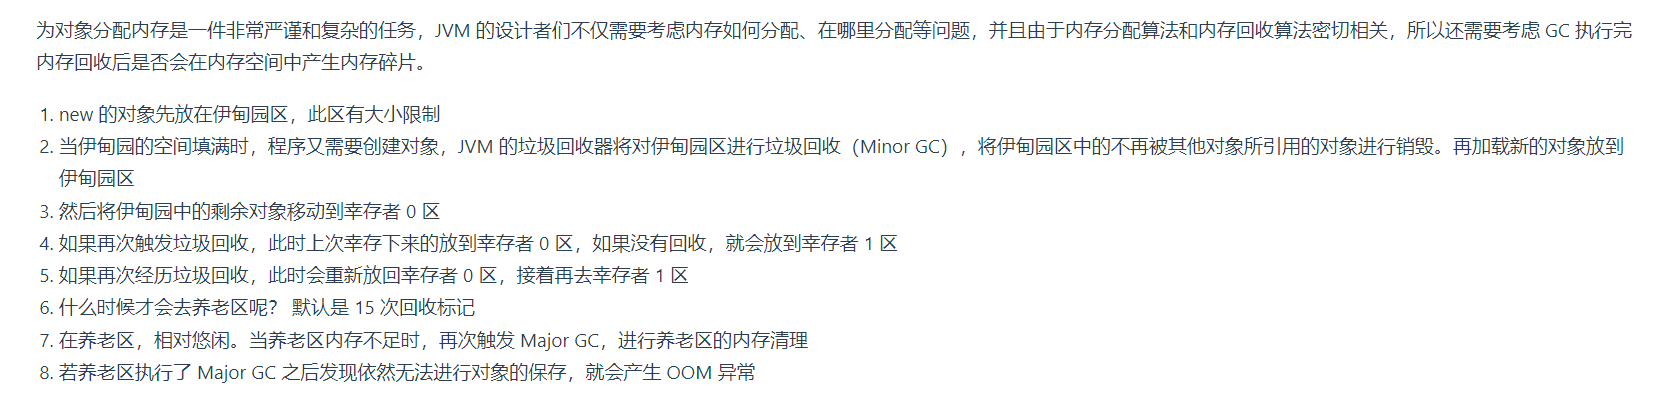 为对象分配内存是一件非常严谨和复杂的任务，JVM 的设计者们不仅需要考虑内存如何分配、在哪里分配等问题，并且由于内存分配算法和内存回收算法密切相关，所以还需要考虑 GC 执行完
内存回收后是否会在内存空间中产生内存碎片。
1. new 的对象先放在伊甸园区，此区有大小限制
2. 当伊甸园的空间填满时，程序又需要创建对象，JVM 的垃圾回收器将对伊甸园区进行垃圾回收（Minor GC），将伊甸园区中的不再被其他对象所引用的对象进行销毁。再加载新的对象放到
伊甸园区
3. 然后将伊甸园中的剩余对象移动到幸存者 0 区
4. 如果再次触发垃圾回收，此时上次幸存下来的放到幸存者 0 区，如果没有回收，就会放到幸存者 1 区
5. 如果再次经历垃圾回收，此时会重新放回幸存者 0 区，接着再去幸存者 1 区
6. 什么时候才会去养老区呢？ 默认是 15 次回收标记
7. 在养老区，相对悠闲。当养老区内存不足时，再次触发 Major GC，进行养老区的内存清理
8. 若养老区执行了 Major GC 之后发现依然无法进行对象的保存，就会产生 OOM 异常